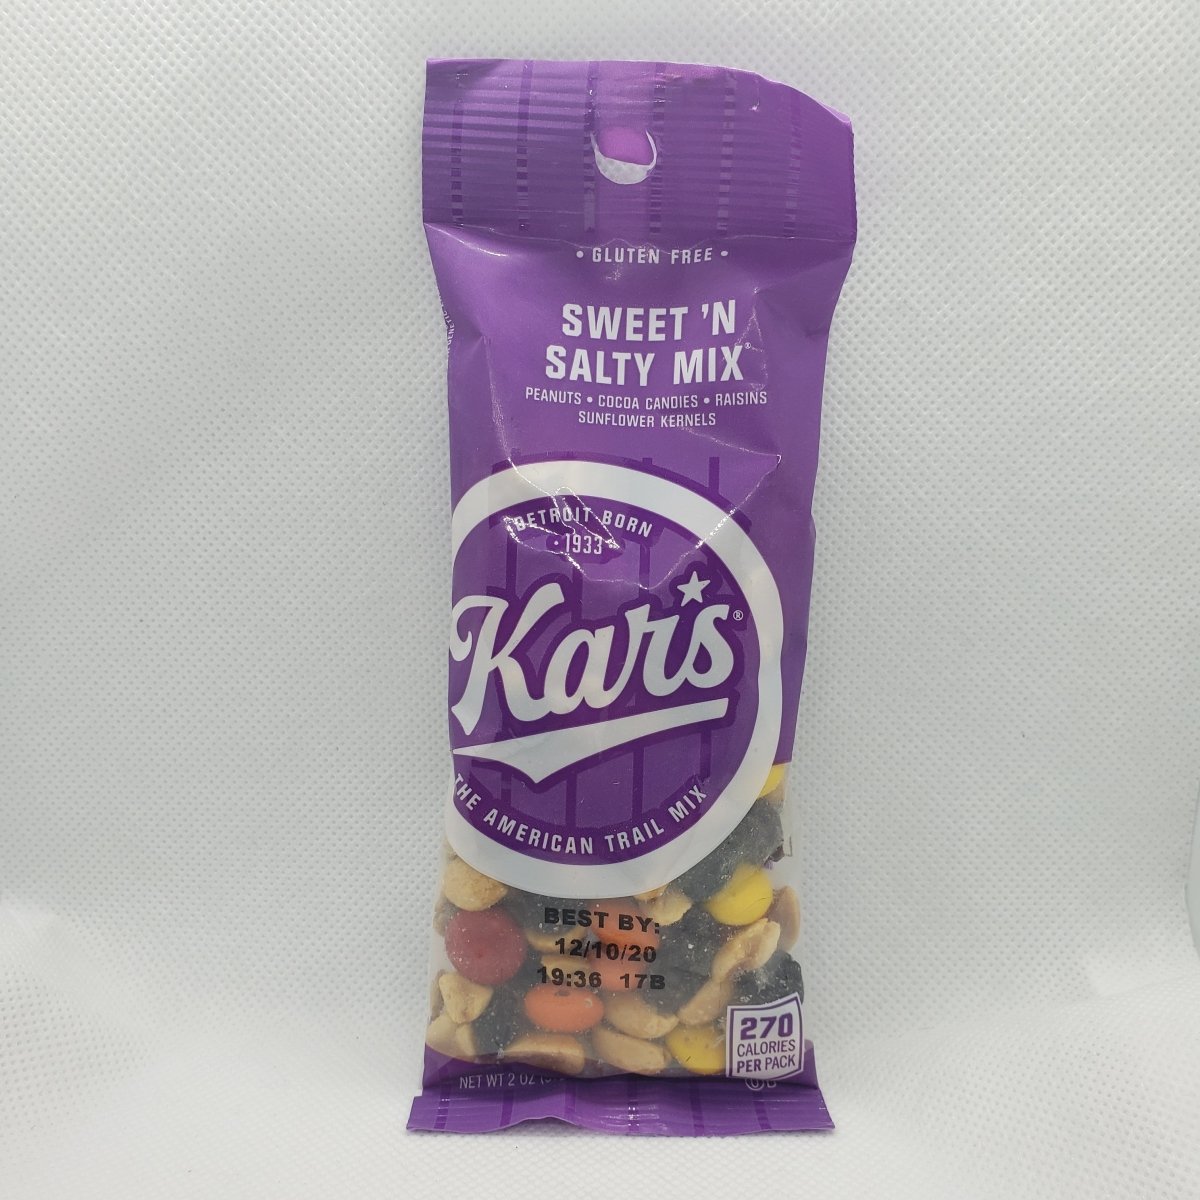 • GLUTEN FREE •
SWEET 'N
SALTY MIX®
PEANUTS • COCOA CANDIES • RAISINS
SUNFLOWER KERNELS
DETROIT BORN
• 1933 •
Kar's®
THE AMERICAN TRAIL MIX
BEST BY:
12/10/20
19:36 17B
270
CALORIES
PER PACK
NET WT 2 OZ